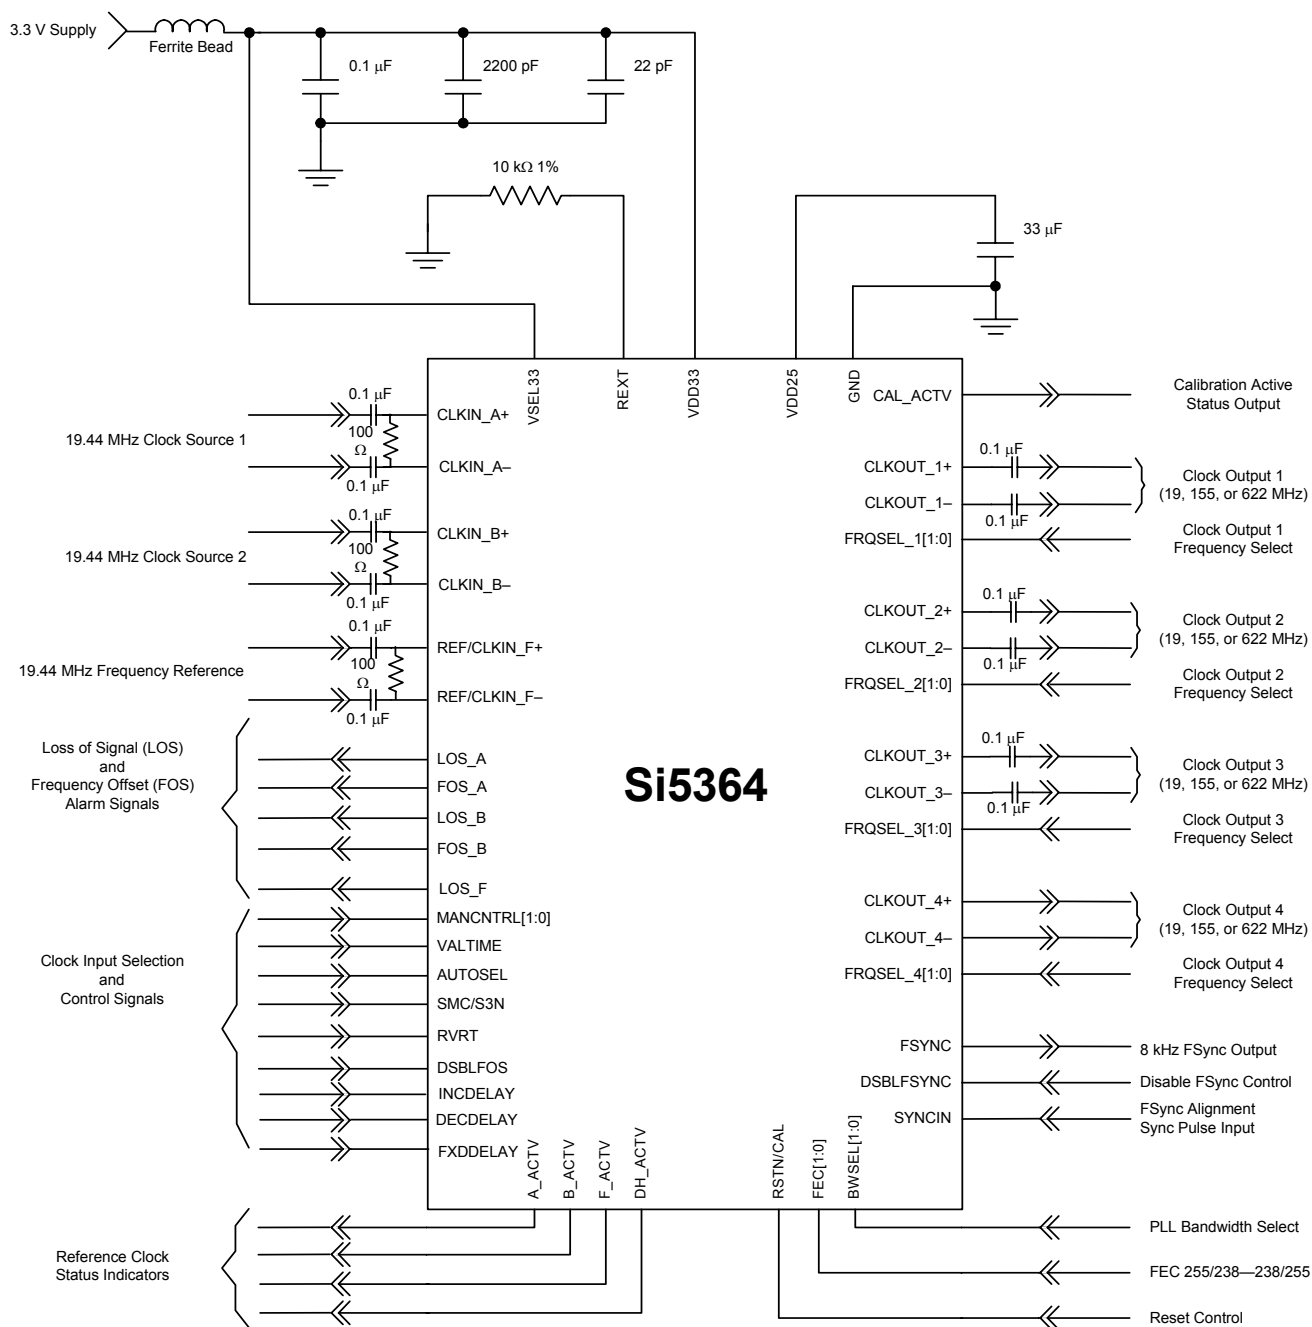 3.3 V Supply
Ferrite Bead
0.1 μF
2200 pF
22 pF
10 kΩ 1%
33 μF
VSEL33
REXT
VDD33
VDD25
GND
CAL_ACTV
Calibration Active
Status Output
19.44 MHz Clock Source 1
0.1 μF
100
Ω
0.1 μF
CLKIN_A+
CLKIN_A–
19.44 MHz Clock Source 2
0.1 μF
100
Ω
0.1 μF
CLKIN_B+
CLKIN_B–
19.44 MHz Frequency Reference
0.1 μF
100
Ω
0.1 μF
REF/CLKIN_F+
REF/CLKIN_F–
Loss of Signal (LOS)
and
Frequency Offset (FOS)
Alarm Signals
LOS_A
FOS_A
LOS_B
FOS_B
LOS_F
Clock Input Selection
and
Control Signals
MANCNTRL[1:0]
VALTIME
AUTOSEL
SMC/S3N
RVRT
DSBLFOS
INCDELAY
DECDELAY
FXDDELAY
Si5364
CLKOUT_1+
CLKOUT_1–
0.1 μF
0.1 μF
Clock Output 1
(19, 155, or 622 MHz)
FRQSEL_1[1:0]
Clock Output 1
Frequency Select
CLKOUT_2+
CLKOUT_2–
0.1 μF
0.1 μF
Clock Output 2
(19, 155, or 622 MHz)
FRQSEL_2[1:0]
Clock Output 2
Frequency Select
CLKOUT_3+
CLKOUT_3–
0.1 μF
0.1 μF
Clock Output 3
(19, 155, or 622 MHz)
FRQSEL_3[1:0]
Clock Output 3
Frequency Select
CLKOUT_4+
CLKOUT_4–
Clock Output 4
(19, 155, or 622 MHz)
FRQSEL_4[1:0]
Clock Output 4
Frequency Select
FSYNC
8 kHz FSync Output
DSBLFSYNC
Disable FSync Control
SYNCIN
FSync Alignment
Sync Pulse Input
A_ACTV
B_ACTV
F_ACTV
DH_ACTV
RSTN/CAL
FEC[1:0]
BWSEL[1:0]
Reference Clock
Status Indicators
PLL Bandwidth Select
FEC 255/238—238/255
Reset Control